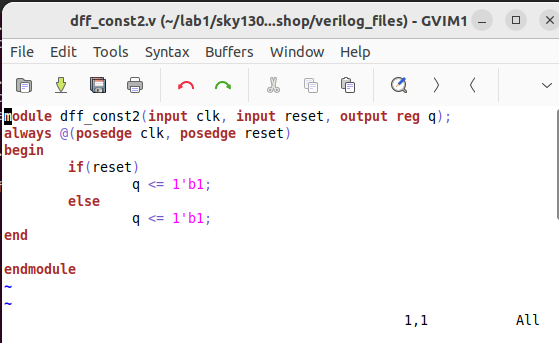 dff_const2.v (~/lab1/sky130...shop/verilog_files) - GVIM1
File Edit Tools Syntax Buffers Window Help
module dff_const2(input clk, input reset, output reg q);
always @(posedge clk, posedge reset)
begin
        if(reset)
                q <= 1'b1;
        else
                q <= 1'b1;
end

endmodule
~
~
1,1 All